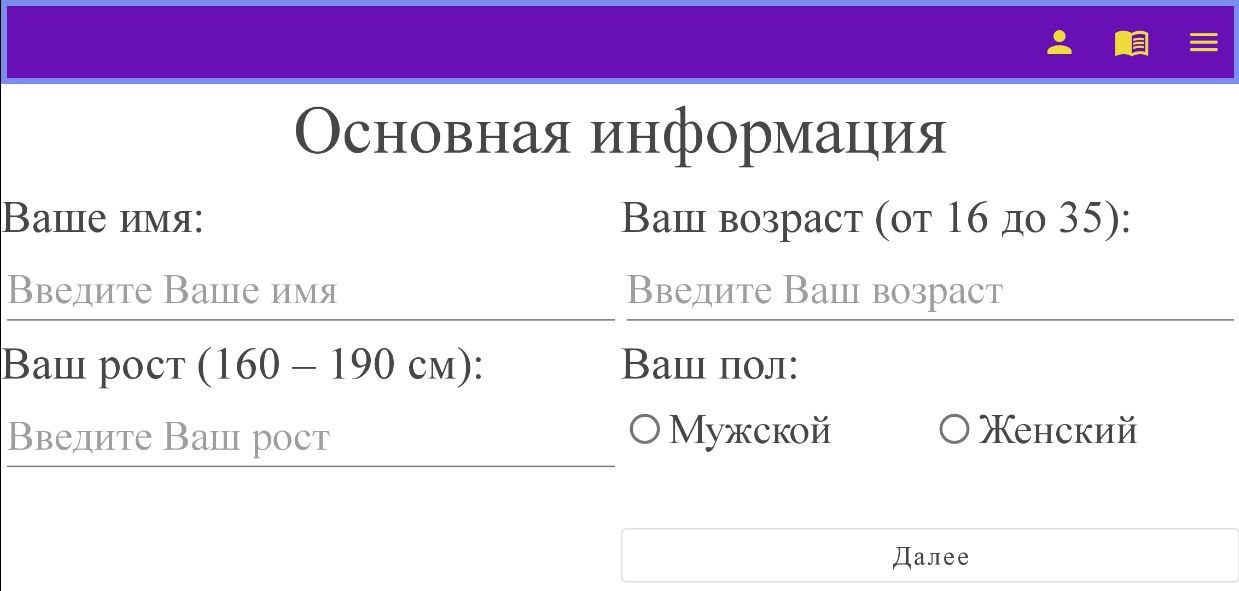 Основная информация
Ваше имя:
Введите Ваше имя
Ваш возраст (от 16 до 35):
Введите Ваш возраст
Ваш рост (160 – 190 см):
Введите Ваш рост
Ваш пол:
Мужской Женский
Далее